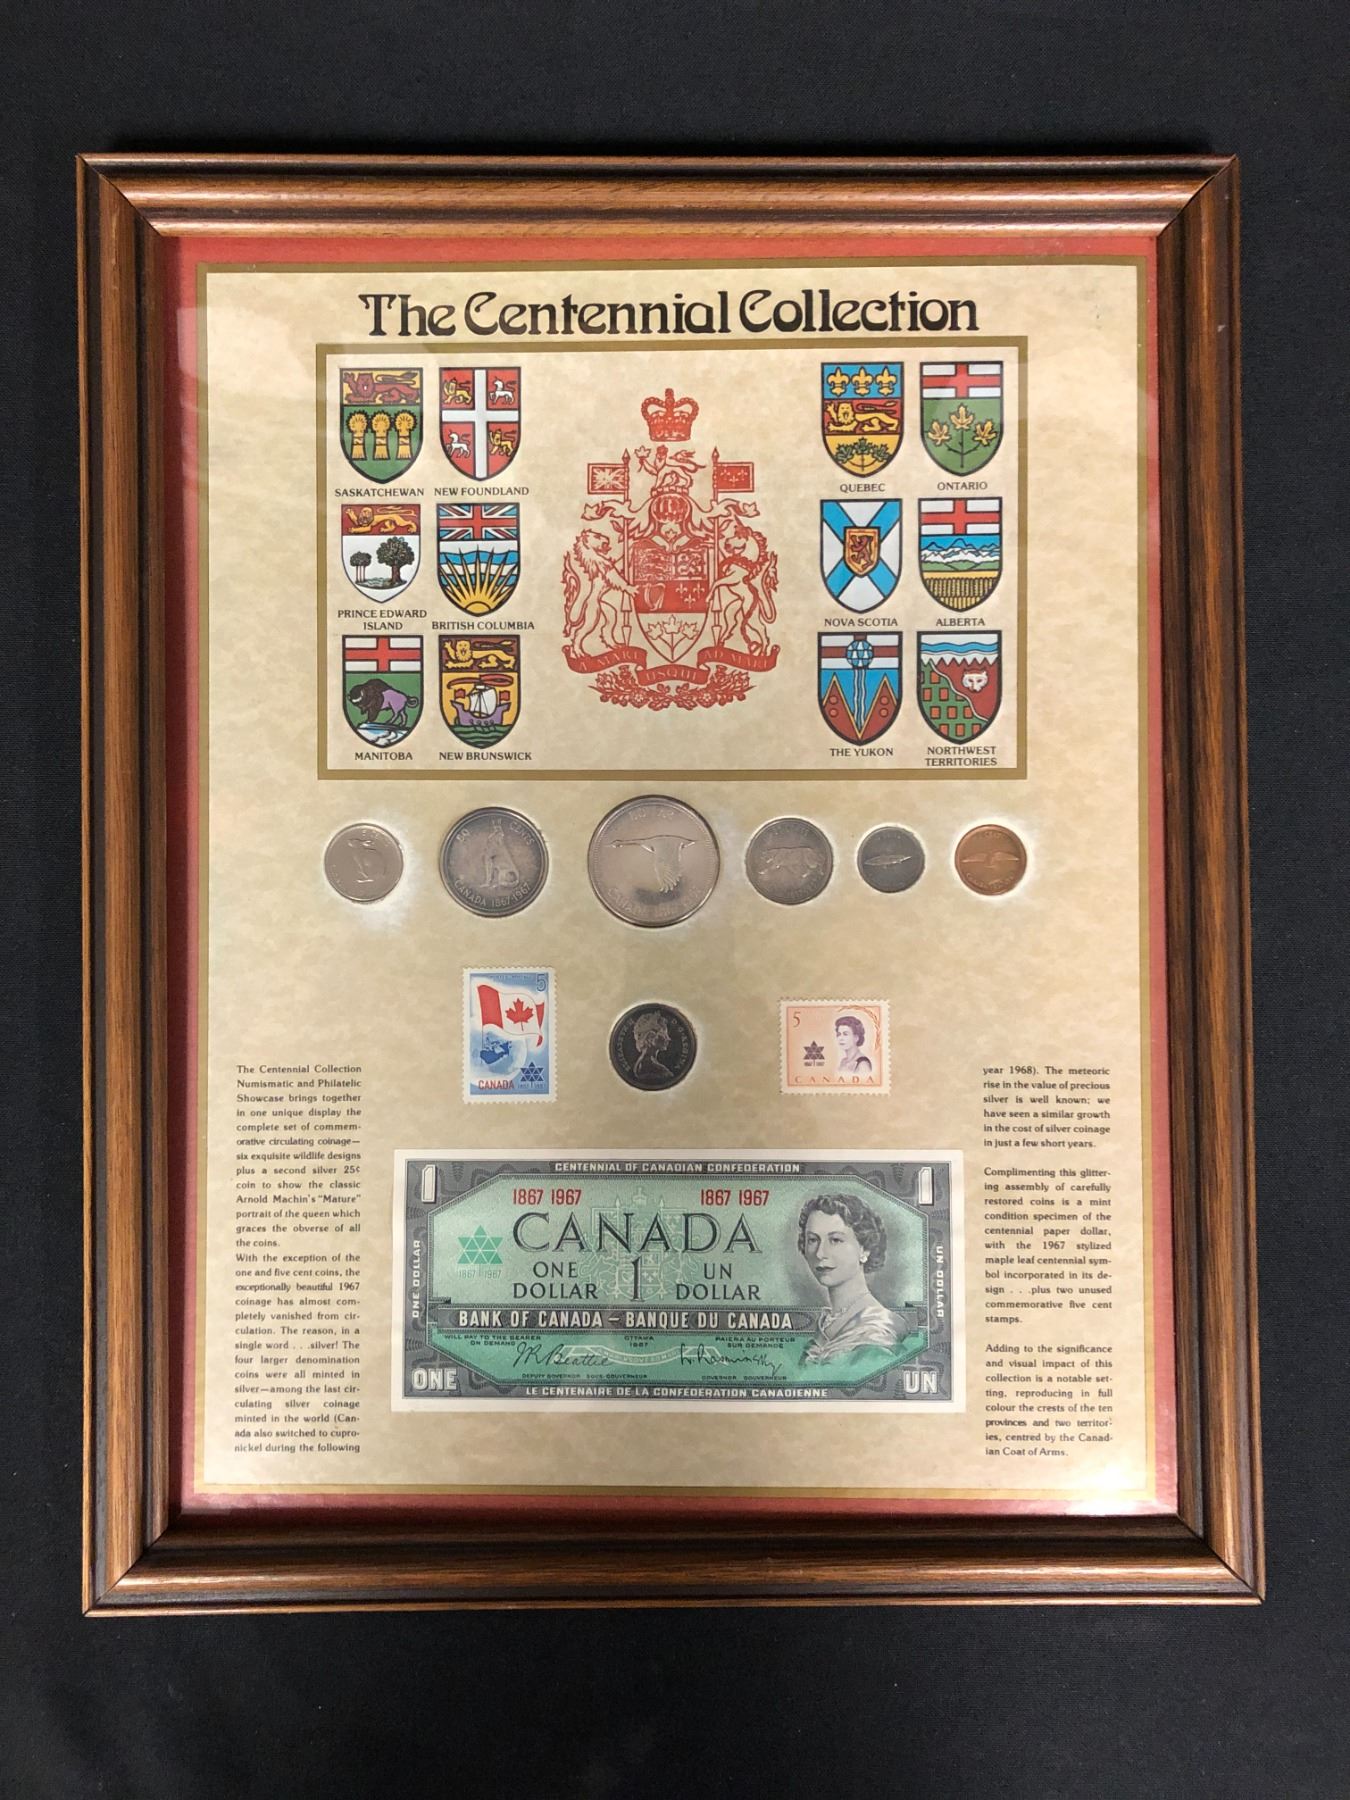 The Centennial Collection
SASKATCHEWAN
NEW FOUNDLAND
QUEBEC
ONTARIO
PRINCE EDWARD
ISLAND
BRITISH COLUMBIA
NOVA SCOTIA
ALBERTA
MANITOBA
NEW BRUNSWICK
THE YUKON
NORTHWEST
TERRITORIES
A MARI
USQUE
AD MARE
50 CENTS
CANADA 1867-1967
5
CANADA
1867 1967
ELIZABETH II D·G·REGINA
5
1867 1967
CANADA
The Centennial Collection
Numismatic and Philatelic
Showcase brings together
in one unique display the
complete set of commem-
orative circulating coinage—
six exquisite wildlife designs
plus a second silver 25¢
coin to show the classic
Arnold Machin's "Mature"
portrait of the queen which
graces the obverse of all
the coins.
With the exception of the
one and five cent coins, the
exceptionally beautiful 1967
coinage has almost com-
pletely vanished from cir-
culation. The reason, in a
single word . . .silver! The
four larger denomination
coins were all minted in
silver—among the last cir-
culating silver coinage
minted in the world (Can-
ada also switched to cupro-
nickel during the following
year 1968). The meteoric
rise in the value of precious
silver is well known; we
have seen a similar growth
in the cost of silver coinage
in just a few short years.
Complimenting this glitter-
ing assembly of carefully
restored coins is a mint
condition specimen of the
centennial paper dollar,
with the 1967 stylized
maple leaf centennial sym-
bol incorporated in its de-
sign . . .plus two unused
commemorative five cent
stamps.
Adding to the significance
and visual impact of this
collection is a notable set-
ting, reproducing in full
colour the crests of the ten
provinces and two territor-
ies, centred by the Canad-
ian Coat of Arms.
1 CENTENNIAL OF CANADIAN CONFEDERATION 1
1867 1967 1867 1967
CANADA
1867 1967
ONE 1 UN
DOLLAR DOLLAR
ONE DOLLAR
UN DOLLAR
BANK OF CANADA – BANQUE DU CANADA
WILL PAY TO THE BEARER OTTAWA PAIERA AU PORTEUR
ON DEMAND 1967 SUR DEMANDE
J.R. Beattie L. Rasminsky
DEPUTY GOVERNOR SOUS-GOUVERNEUR GOVERNOR GOUVERNEUR
ONE LE CENTENAIRE DE LA CONFEDERATION CANADIENNE UN